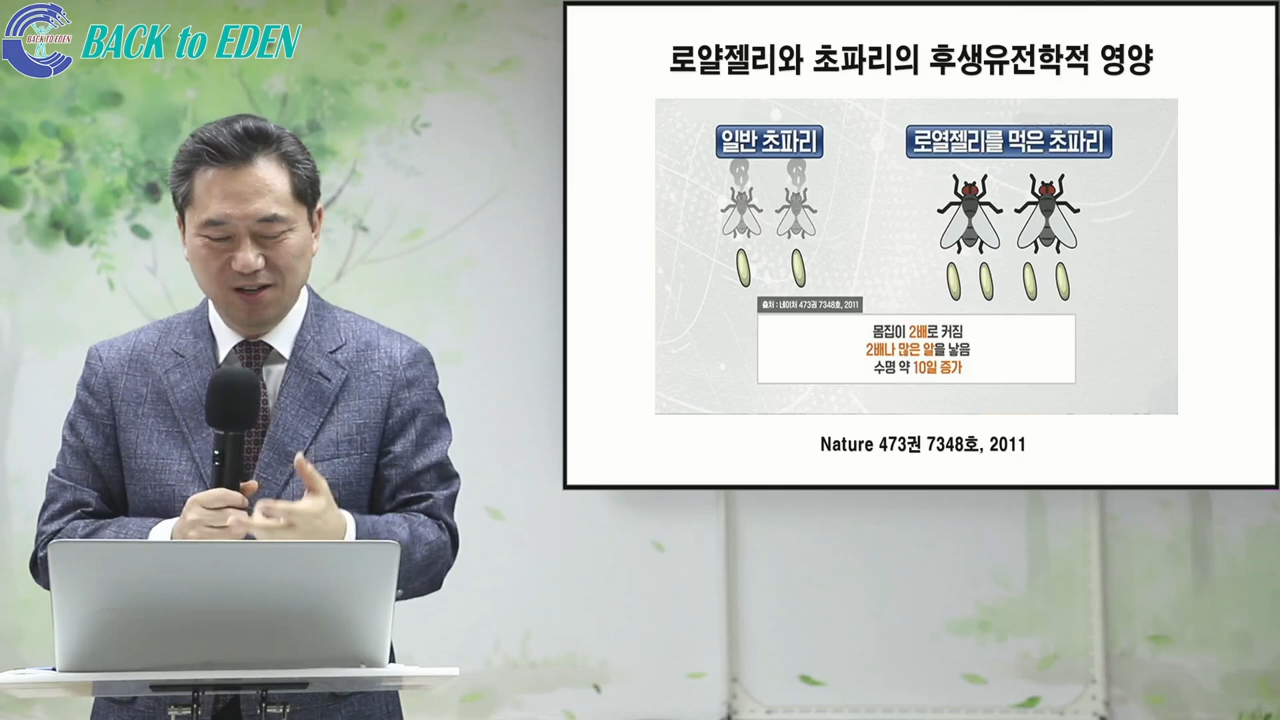 BACK TO EDEN
BACK to EDEN
로얄젤리와 초파리의 후생유전학적 영양
일반 초파리
로열젤리를 먹은 초파리
출처 : 네이처 473권 7348호, 2011
몸집이 2배로 커짐
2배나 많은 알을 낳음
수명 약 10일 증가
Nature 473권 7348호, 2011